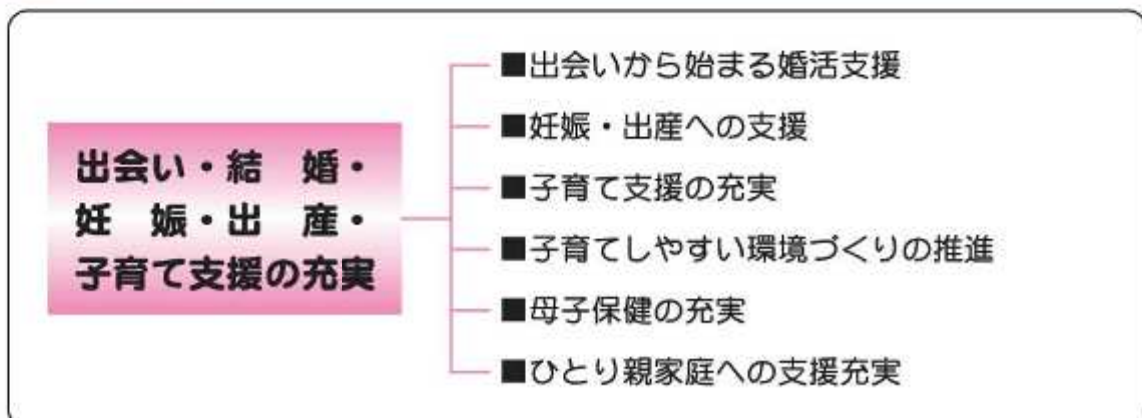 出会い・結　婚・
妊　娠・出　産・
子育て支援の充実
■出会いから始まる婚活支援
■妊娠・出産への支援
■子育て支援の充実
■子育てしやすい環境づくりの推進
■母子保健の充実
■ひとり親家庭への支援充実